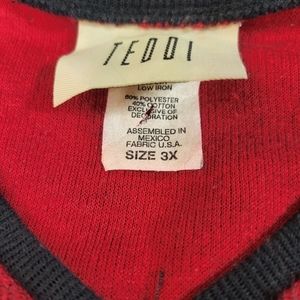 TEDDI
LOW IRON
60% POLYESTER
40% COTTON
EXCLUSIVE OF
DECORATION
ASSEMBLED IN
MEXICO
FABRIC U.S.A.
SIZE 3X